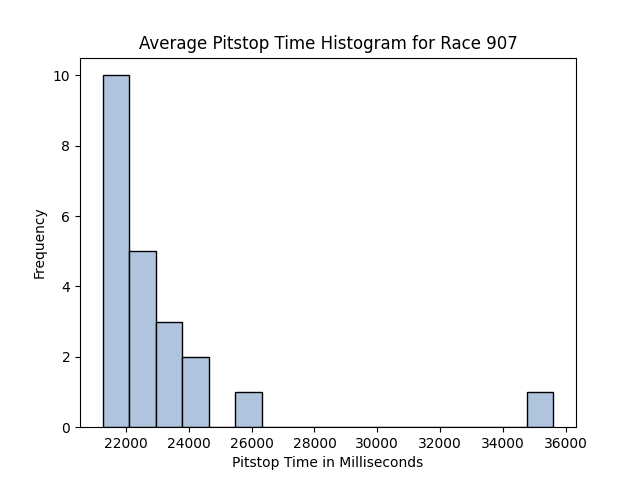 Average Pitstop Time Histogram for Race 907
10
8
6
4
2
0
Frequency
22000 24000 26000 28000 30000 32000 34000 36000
Pitstop Time in Milliseconds